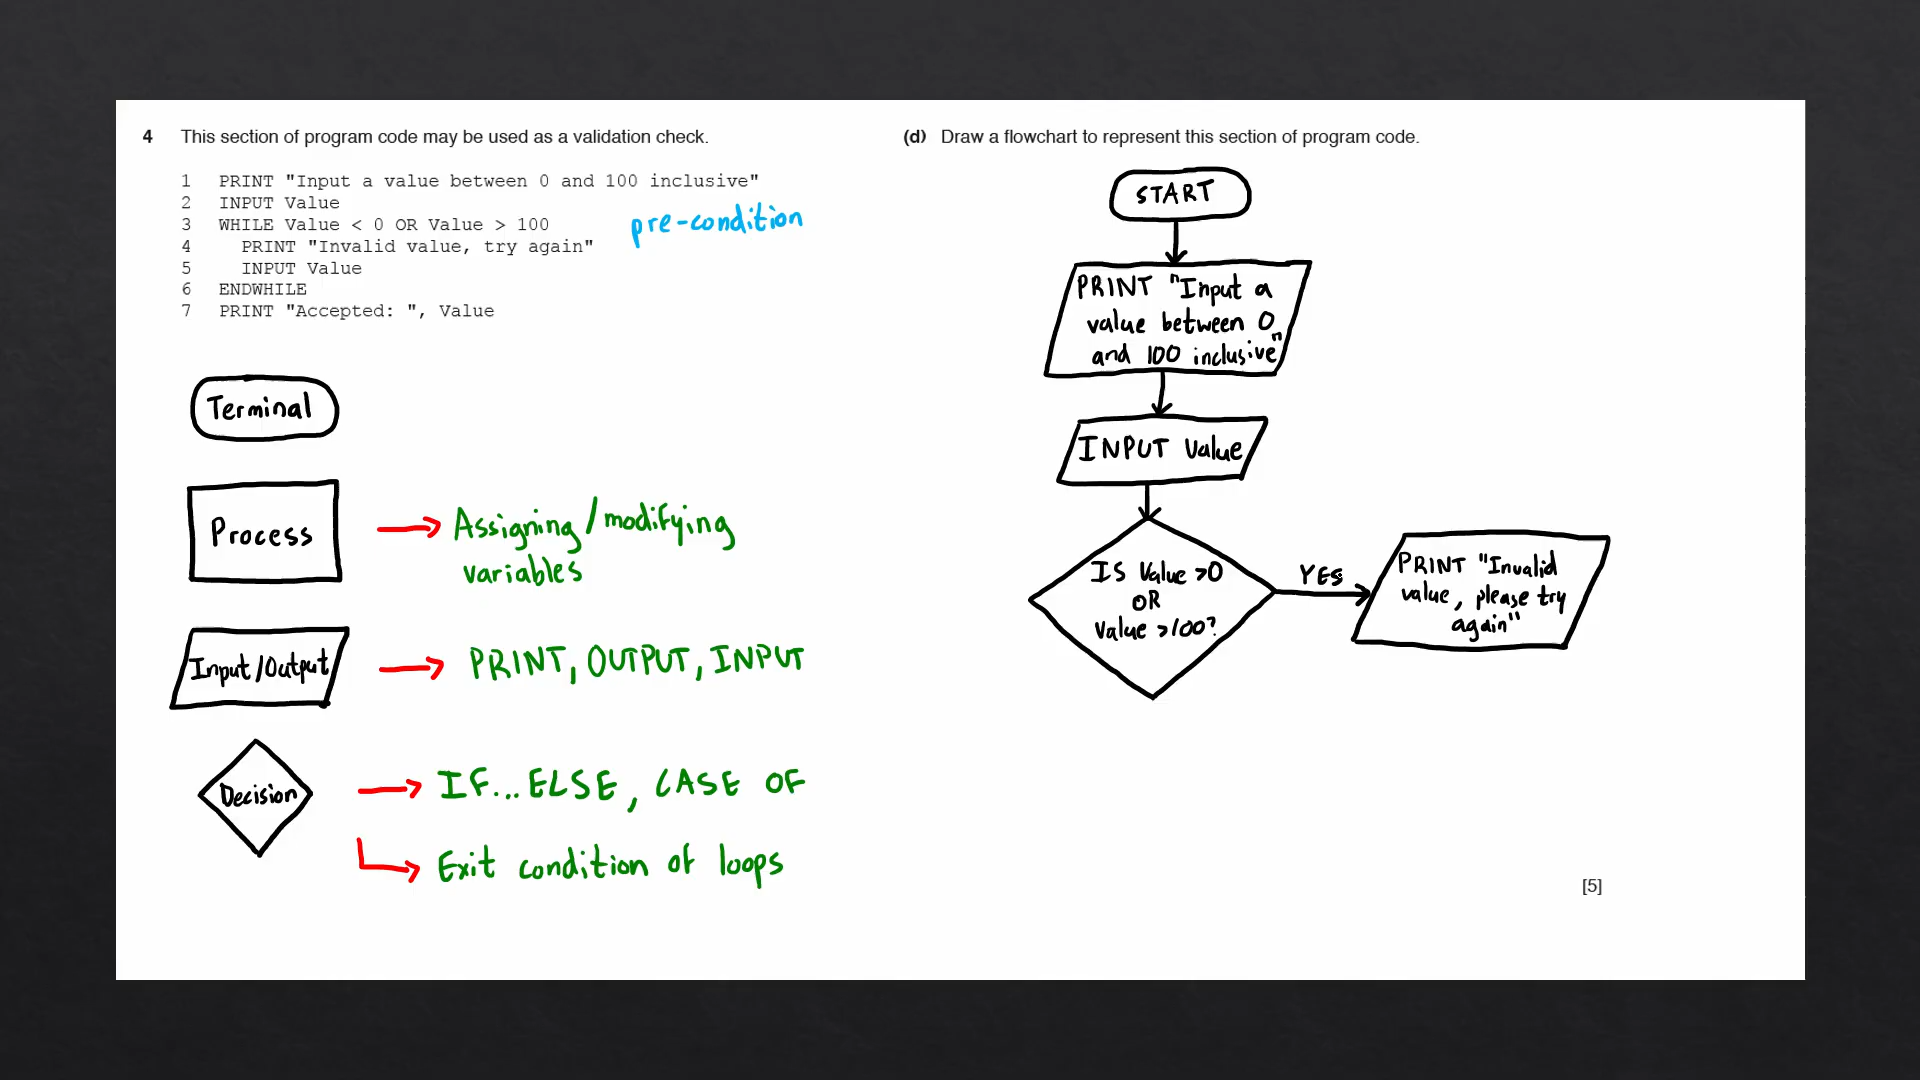 4 This section of program code may be used as a validation check.
1 PRINT "Input a value between 0 and 100 inclusive"
2 INPUT Value
3 WHILE Value < 0 OR Value > 100
pre-condition
4 PRINT "Invalid value, try again"
5 INPUT Value
6 ENDWHILE
7 PRINT "Accepted: ", Value
Terminal
Process
Assigning/modifying
variables
Input/Output
PRINT, OUTPUT, INPUT
Decision
IF...ELSE, CASE OF
Exit condition of loops
(d) Draw a flowchart to represent this section of program code.
START
PRINT "Input a
value between 0
and 100 inclusive"
INPUT Value
IS Value >0
OR
Value >100?
YES
PRINT "Invalid
value, please try
again"
[5]